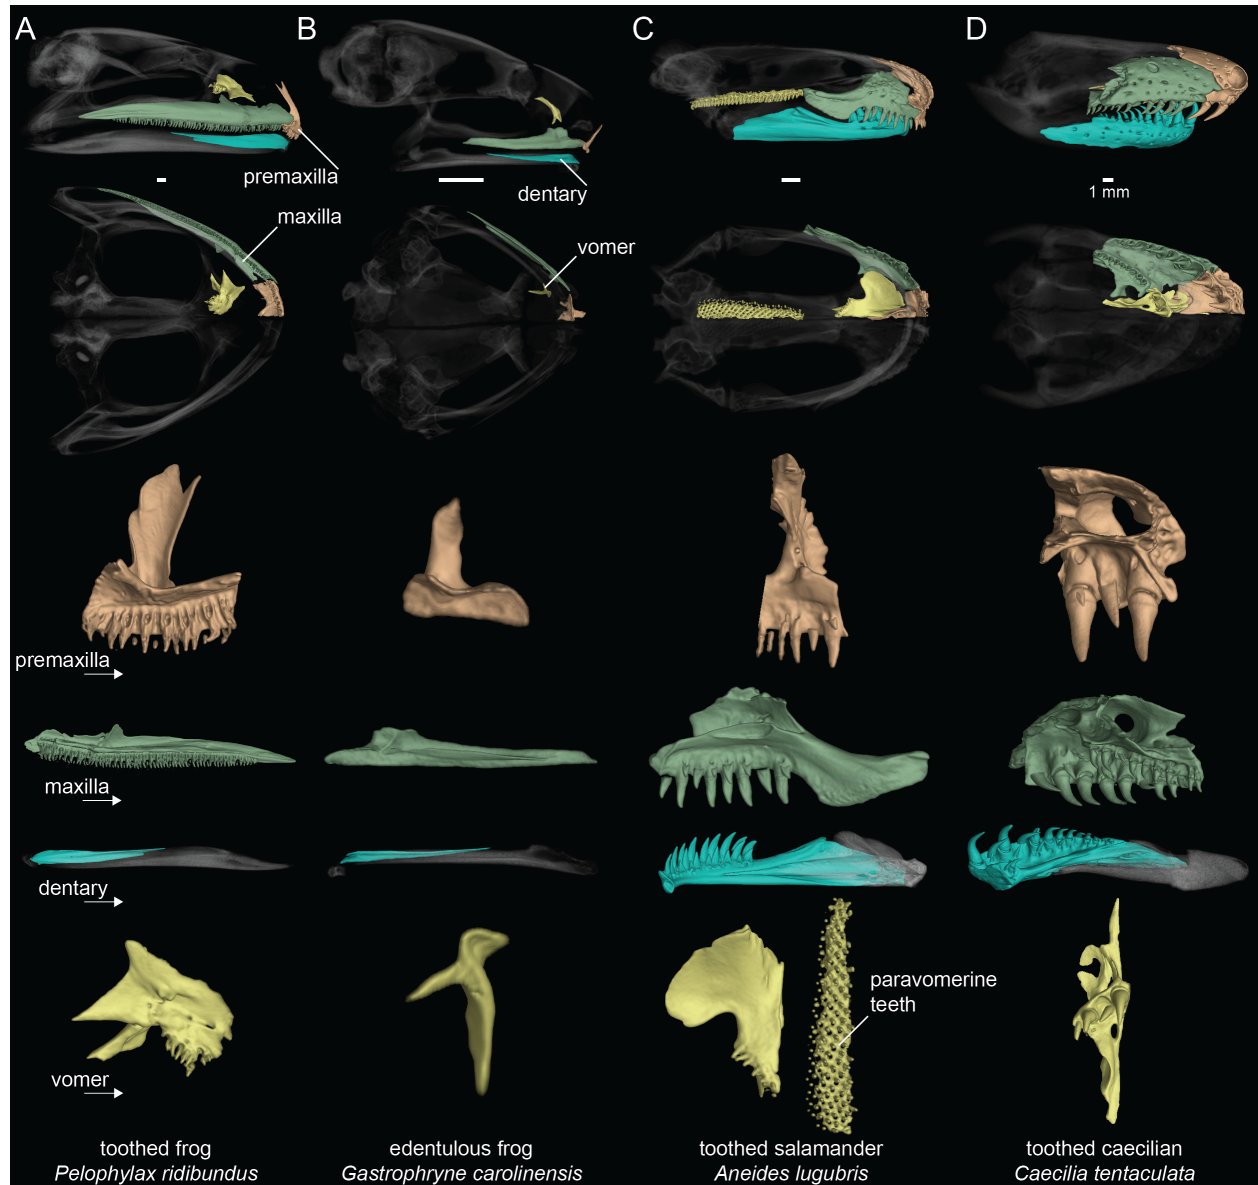 A
B
C
D
premaxilla
dentary
1 mm
maxilla
vomer
premaxilla
maxilla
dentary
paravomerine
teeth
vomer
toothed frog
Pelophylax ridibundus
edentulous frog
Gastrophryne carolinensis
toothed salamander
Aneides lugubris
toothed caecilian
Caecilia tentaculata